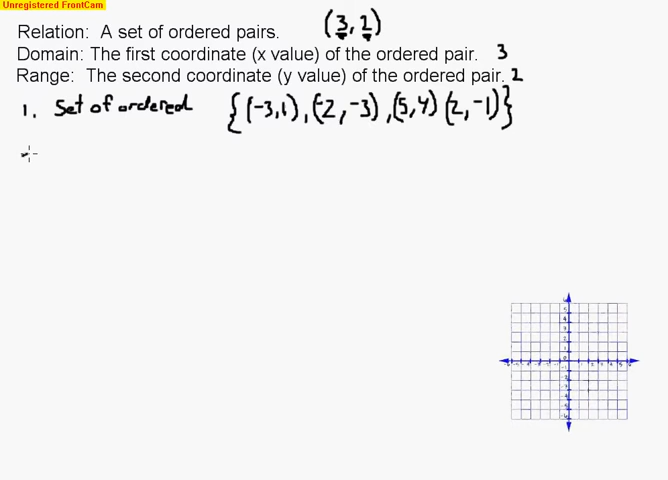 Unregistered FrontCam
Relation: A set of ordered pairs. (3, 2)
Domain: The first coordinate (x value) of the ordered pair. 3
Range: The second coordinate (y value) of the ordered pair. 2
1. Set of ordered {(-3,1), (-2,-3), (5,4) (2,-1)}